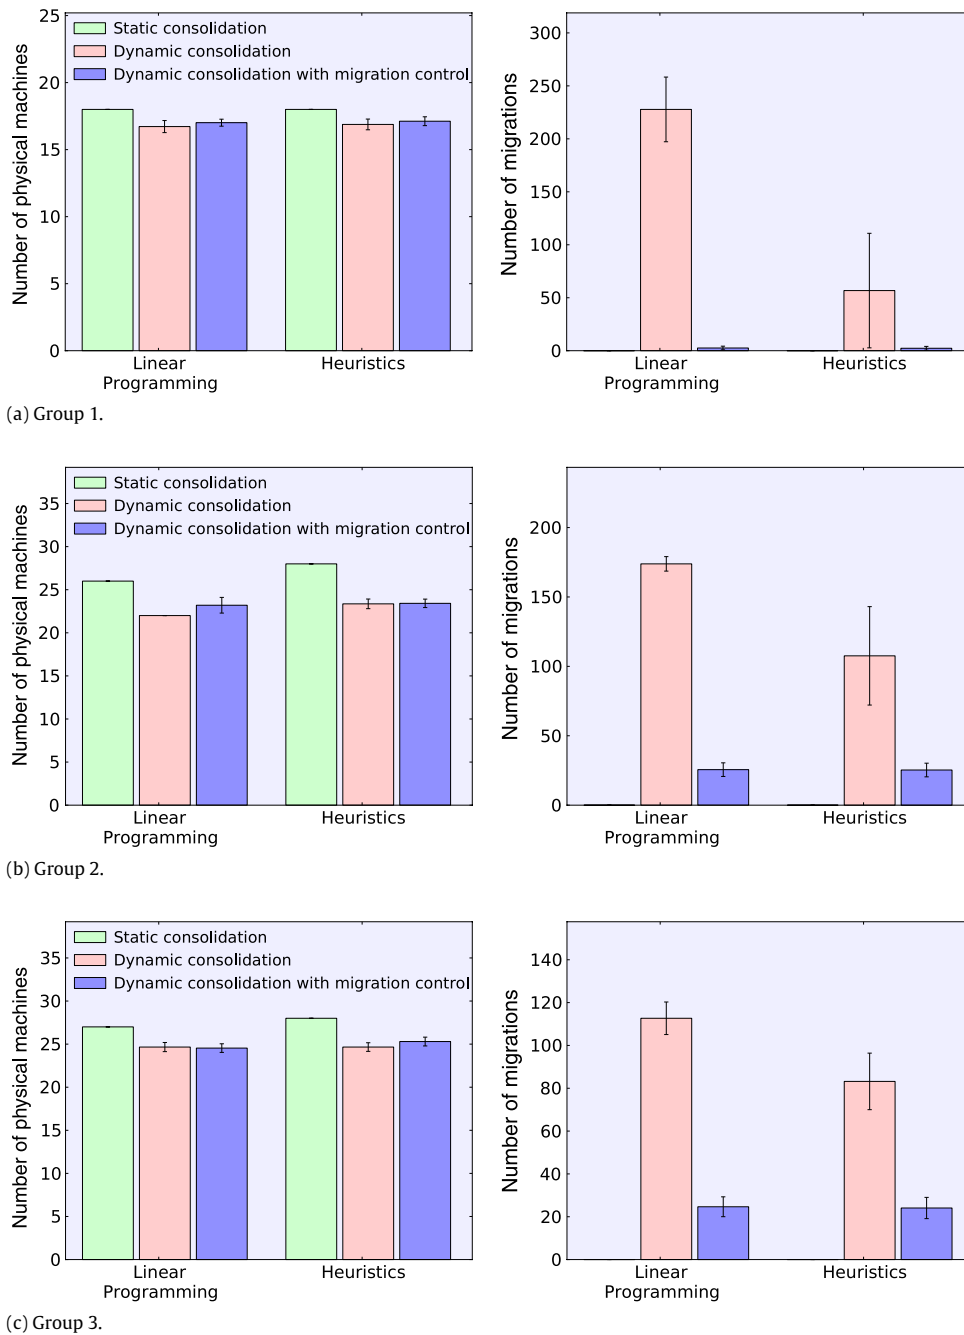 Number of physical machines
25
20
15
10
5
0
Static consolidation
Dynamic consolidation
Dynamic consolidation with migration control
Linear
Programming
Heuristics
Number of migrations
300
250
200
150
100
50
0
Linear
Programming
Heuristics
(a) Group 1.
Number of physical machines
35
30
25
20
15
10
5
0
Static consolidation
Dynamic consolidation
Dynamic consolidation with migration control
Linear
Programming
Heuristics
Number of migrations
200
150
100
50
0
Linear
Programming
Heuristics
(b) Group 2.
Number of physical machines
35
30
25
20
15
10
5
0
Static consolidation
Dynamic consolidation
Dynamic consolidation with migration control
Linear
Programming
Heuristics
Number of migrations
140
120
100
80
60
40
20
0
Linear
Programming
Heuristics
(c) Group 3.